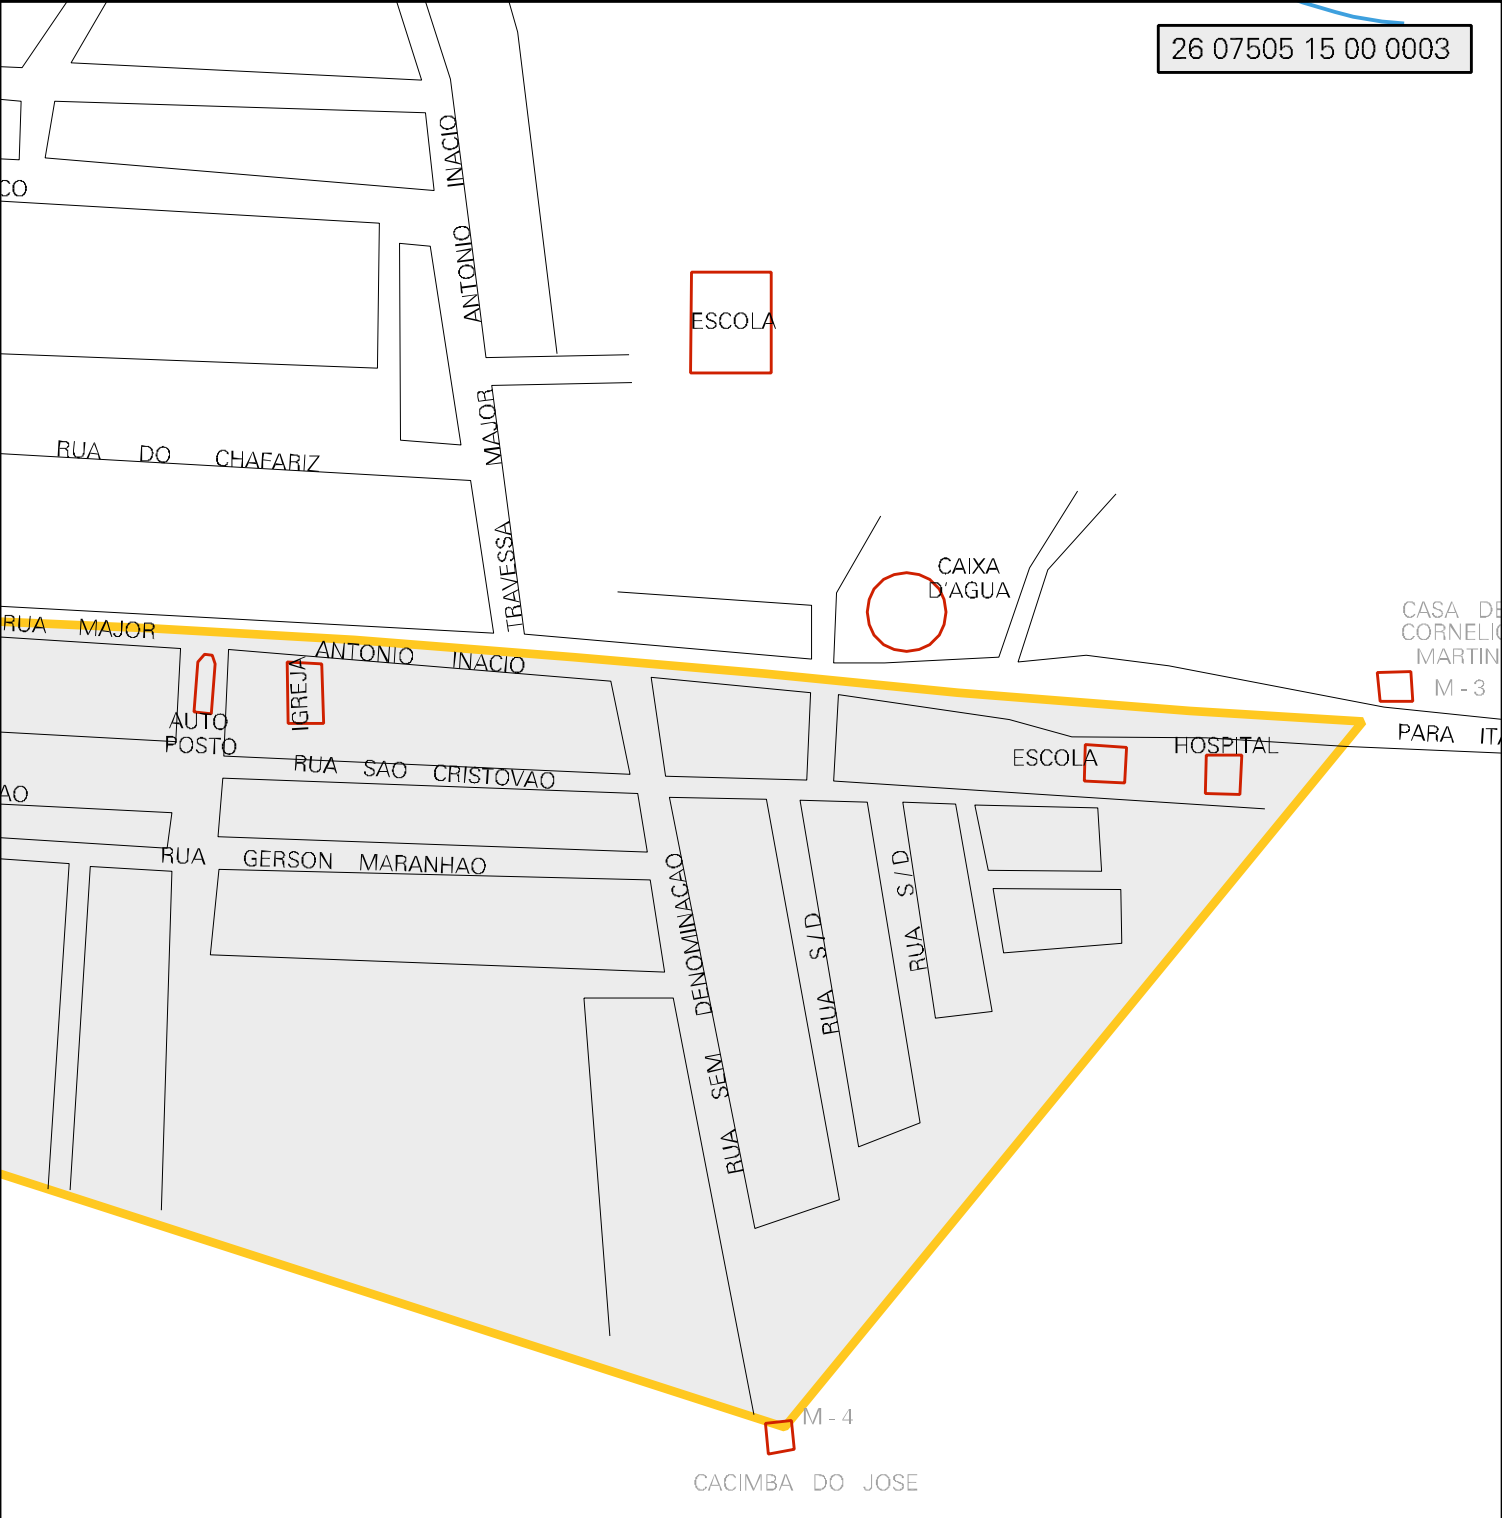 26 07505 15 00 0003
CO
ANTONIO INACIO
ESCOLA
TRAVESSA MAJOR
RUA DO CHAFARIZ
CAIXA
D'AGUA
CASA DE
CORNELIO
MARTIN
M - 3
RUA MAJOR
ANTONIO INACIO
IGREJA
AUTO
POSTO
PARA ITA
HOSPITAL
ESCOLA
RUA SAO CRISTOVAO
AO
RUA GERSON MARANHAO
RUA SEM DENOMINACAO
RUA S / D
RUA S / D
M - 4
CACIMBA DO JOSE